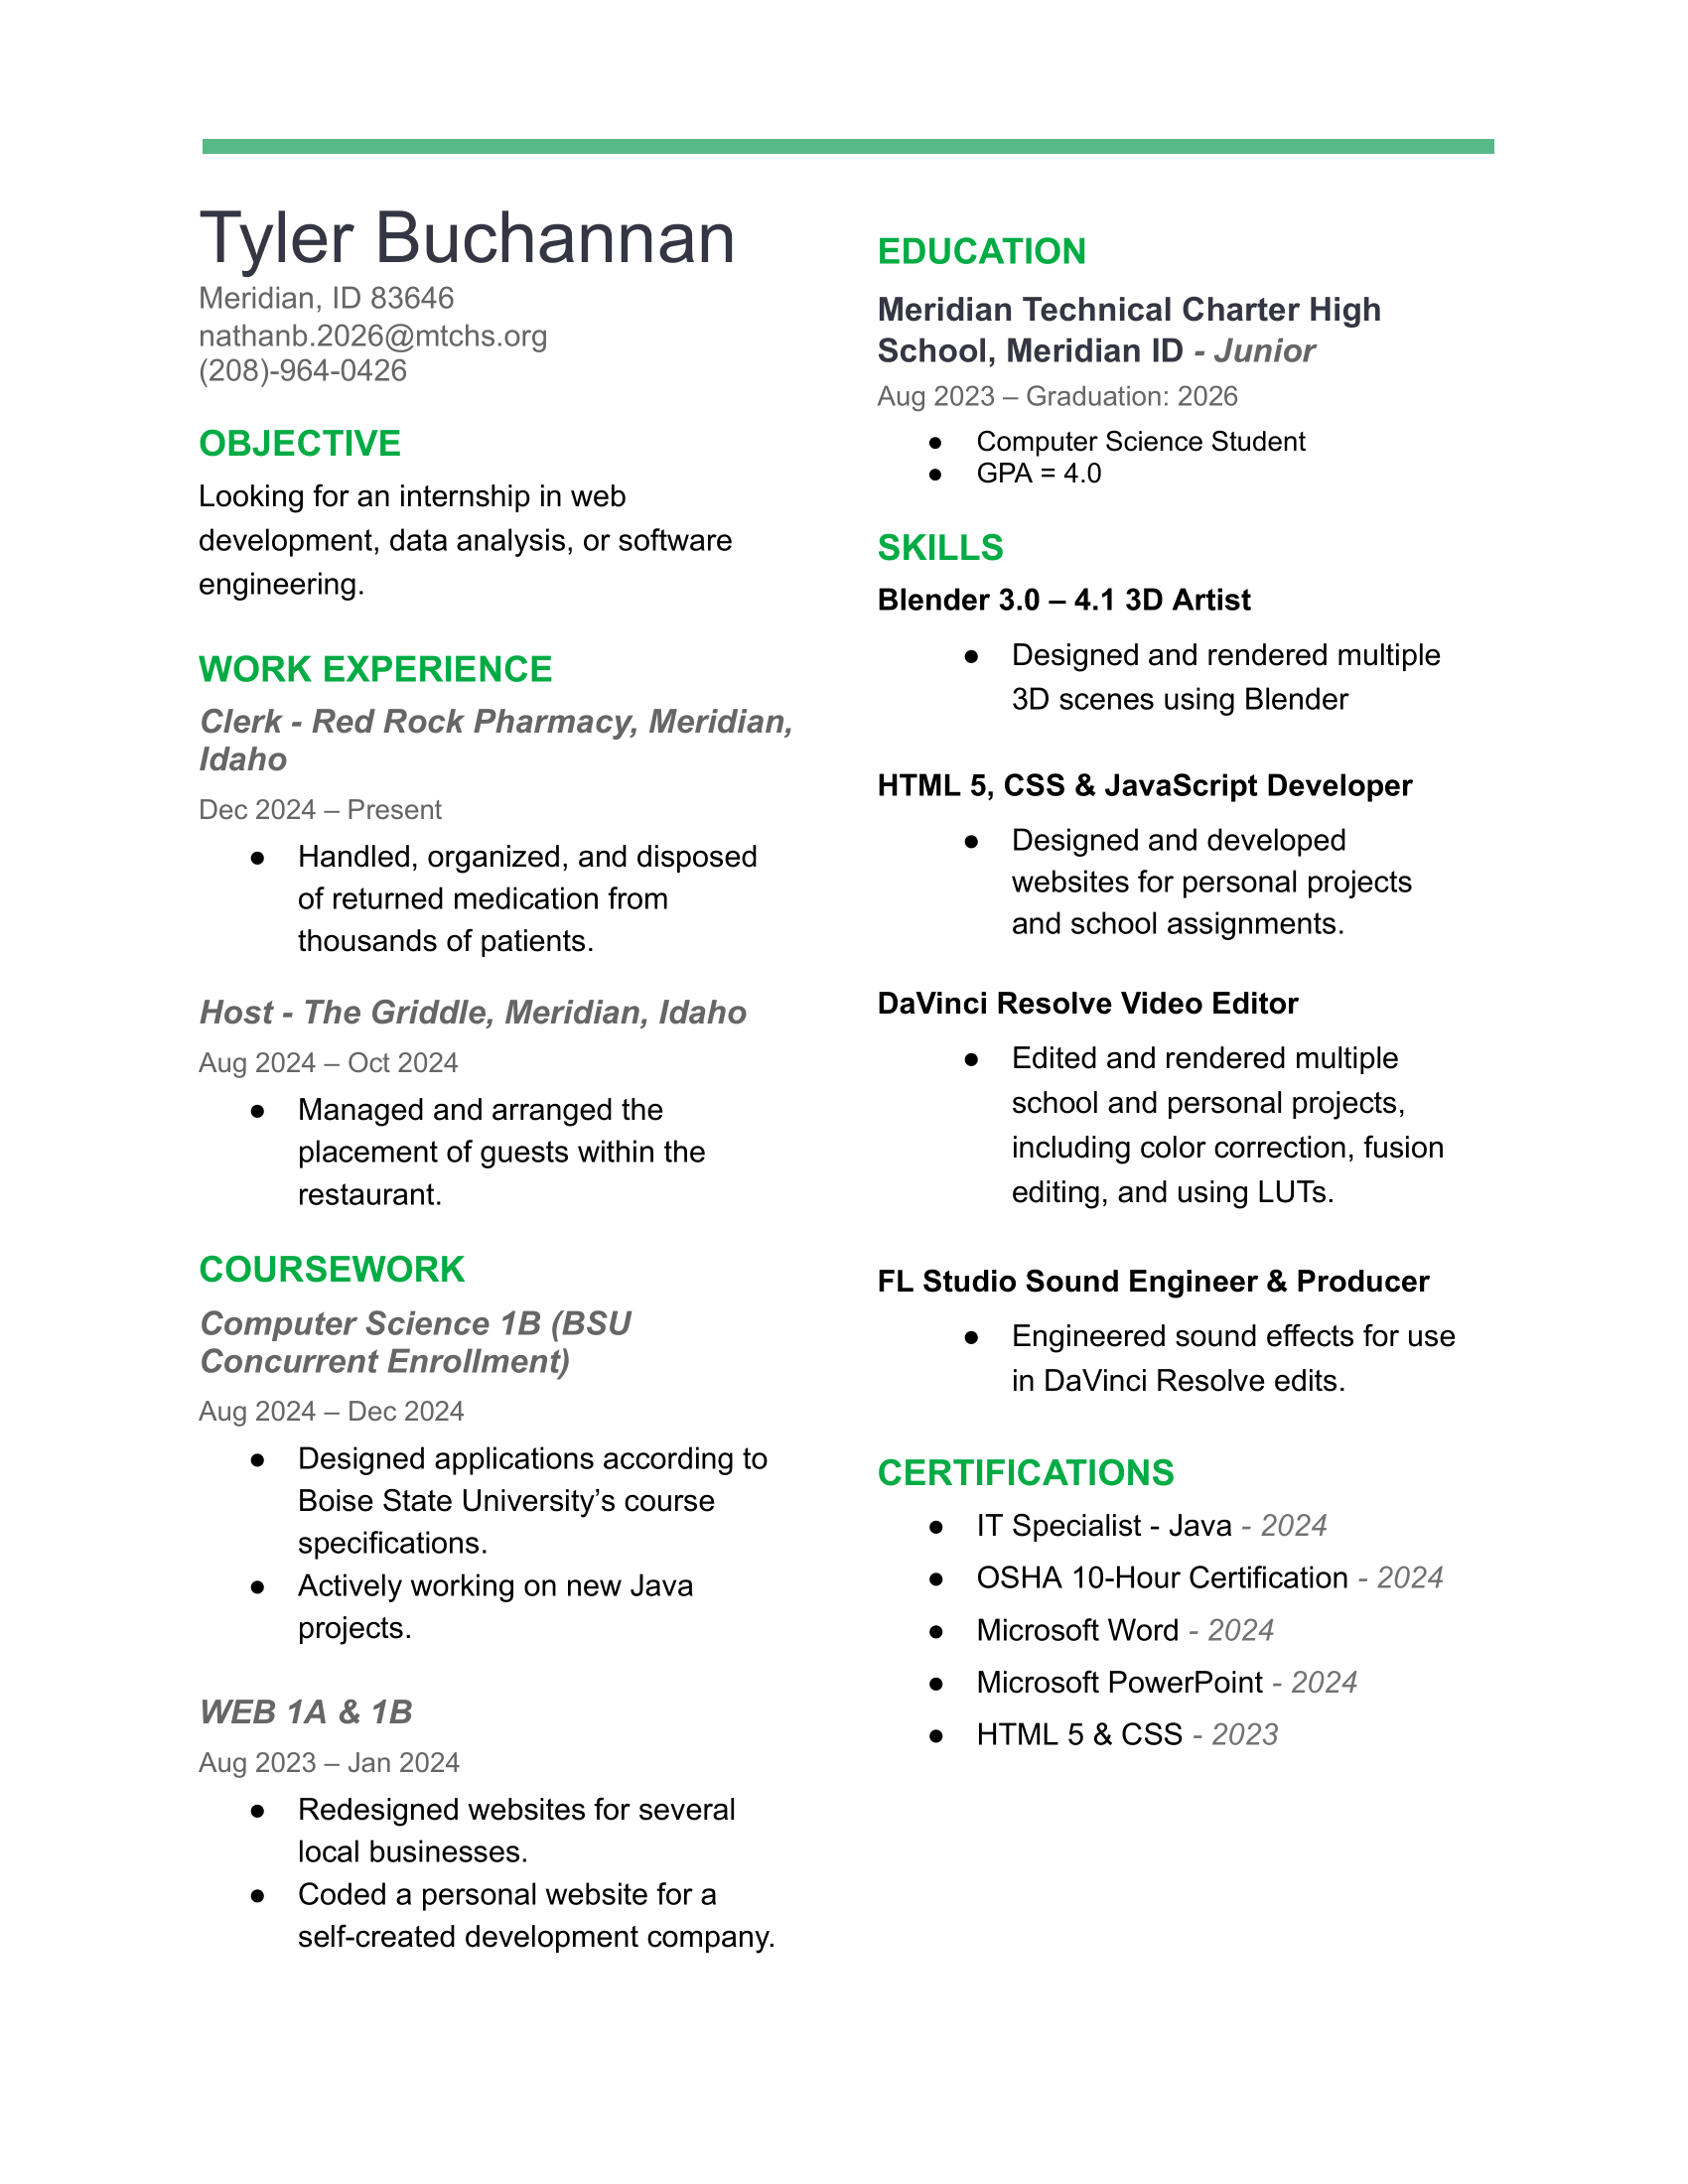 Tyler Buchannan
Meridian, ID 83646
nathanb.2026@mtchs.org
(208)-964-0426
OBJECTIVE
Looking for an internship in web
development, data analysis, or software
engineering.
WORK EXPERIENCE
Clerk - Red Rock Pharmacy, Meridian,
Idaho
Dec 2024 – Present
● Handled, organized, and disposed
of returned medication from
thousands of patients.
Host - The Griddle, Meridian, Idaho
Aug 2024 – Oct 2024
● Managed and arranged the
placement of guests within the
restaurant.
COURSEWORK
Computer Science 1B (BSU
Concurrent Enrollment)
Aug 2024 – Dec 2024
● Designed applications according to
Boise State University’s course
specifications.
● Actively working on new Java
projects.
WEB 1A & 1B
Aug 2023 – Jan 2024
● Redesigned websites for several
local businesses.
● Coded a personal website for a
self-created development company.
EDUCATION
Meridian Technical Charter High
School, Meridian ID - Junior
Aug 2023 – Graduation: 2026
● Computer Science Student
● GPA = 4.0
SKILLS
Blender 3.0 – 4.1 3D Artist
● Designed and rendered multiple
3D scenes using Blender
HTML 5, CSS & JavaScript Developer
● Designed and developed
websites for personal projects
and school assignments.
DaVinci Resolve Video Editor
● Edited and rendered multiple
school and personal projects,
including color correction, fusion
editing, and using LUTs.
FL Studio Sound Engineer & Producer
● Engineered sound effects for use
in DaVinci Resolve edits.
CERTIFICATIONS
● IT Specialist - Java - 2024
● OSHA 10-Hour Certification - 2024
● Microsoft Word - 2024
● Microsoft PowerPoint - 2024
● HTML 5 & CSS - 2023